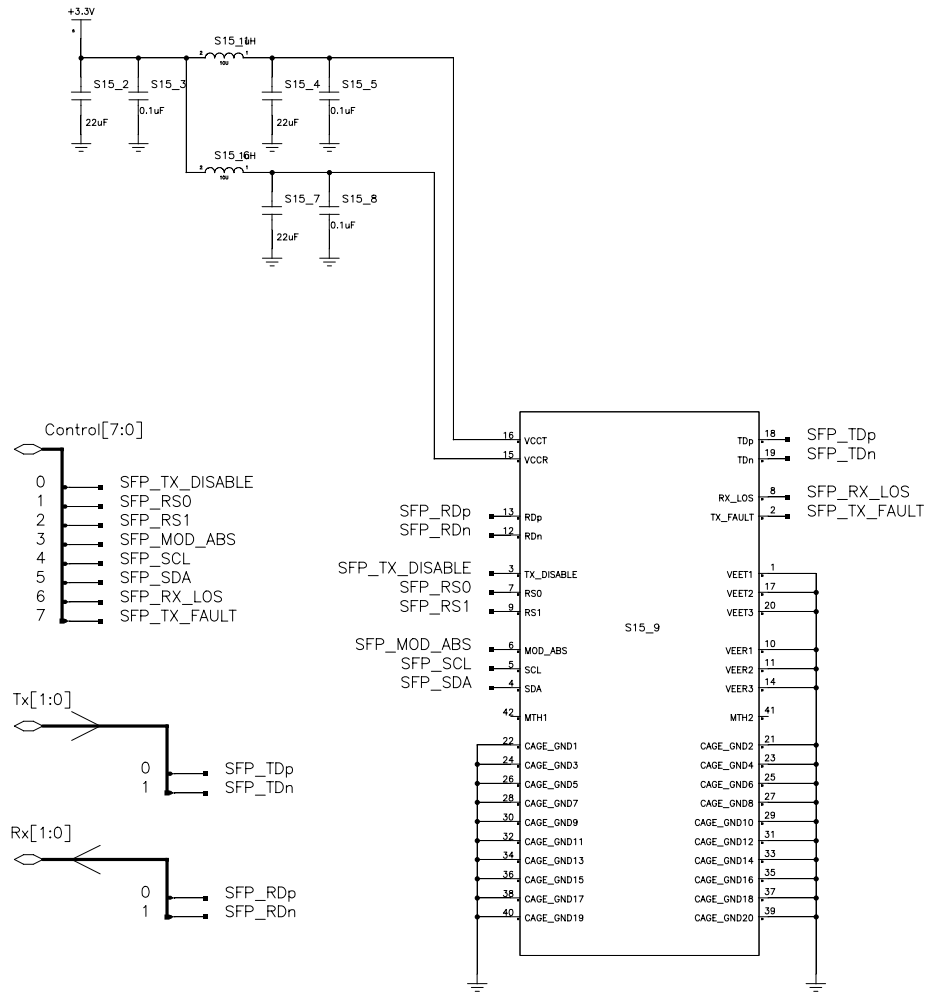 +3.3V
S15_1uH
10U
S15_2
S15_3
S15_4
S15_5
22uF
0.1uF
22uF
0.1uF
S15_6
10U
S15_7
S15_8
22uF
0.1uF
Control[7:0]
0 SFP_TX_DISABLE
1 SFP_RS0
2 SFP_RS1
3 SFP_MOD_ABS
4 SFP_SCL
5 SFP_SDA
6 SFP_RX_LOS
7 SFP_TX_FAULT
Tx[1:0]
0 SFP_TDp
1 SFP_TDn
Rx[1:0]
0 SFP_RDp
1 SFP_RDn
16 VCCT
15 VCCR
SFP_RDp 13 RDp
SFP_RDn 12 RDn
SFP_TX_DISABLE 3 TX_DISABLE
SFP_RS0 7 RS0
SFP_RS1 9 RS1
SFP_MOD_ABS 6 MOD_ABS
SFP_SCL 5 SCL
SFP_SDA 4 SDA
42 MTH1
22 CAGE_GND1
24 CAGE_GND3
26 CAGE_GND5
28 CAGE_GND7
30 CAGE_GND9
32 CAGE_GND11
34 CAGE_GND13
36 CAGE_GND15
38 CAGE_GND17
40 CAGE_GND19
S15_9
TDp 18 SFP_TDp
TDn 19 SFP_TDn
RX_LOS 8 SFP_RX_LOS
TX_FAULT 2 SFP_TX_FAULT
VEET1 1
VEET2 17
VEET3 20
VEER1 10
VEER2 11
VEER3 14
MTH2 41
CAGE_GND2 21
CAGE_GND4 23
CAGE_GND6 25
CAGE_GND8 27
CAGE_GND10 29
CAGE_GND12 31
CAGE_GND14 33
CAGE_GND16 35
CAGE_GND18 37
CAGE_GND20 39